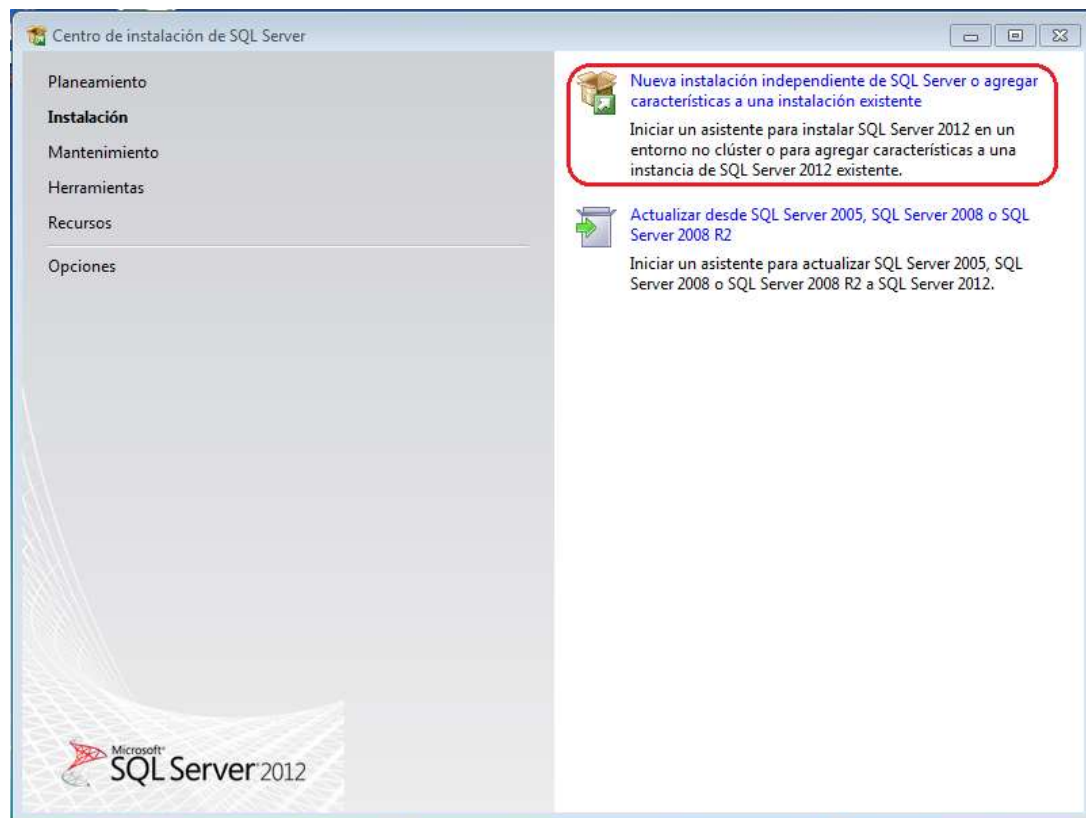 Centro de instalación de SQL Server
Planeamiento
Instalación
Mantenimiento
Herramientas
Recursos
Opciones
Nueva instalación independiente de SQL Server o agregar
características a una instalación existente
Iniciar un asistente para instalar SQL Server 2012 en un
entorno no clúster o para agregar características a una
instancia de SQL Server 2012 existente.
Actualizar desde SQL Server 2005, SQL Server 2008 o SQL
Server 2008 R2
Iniciar un asistente para actualizar SQL Server 2005, SQL
Server 2008 o SQL Server 2008 R2 a SQL Server 2012.
Microsoft®
SQL Server 2012